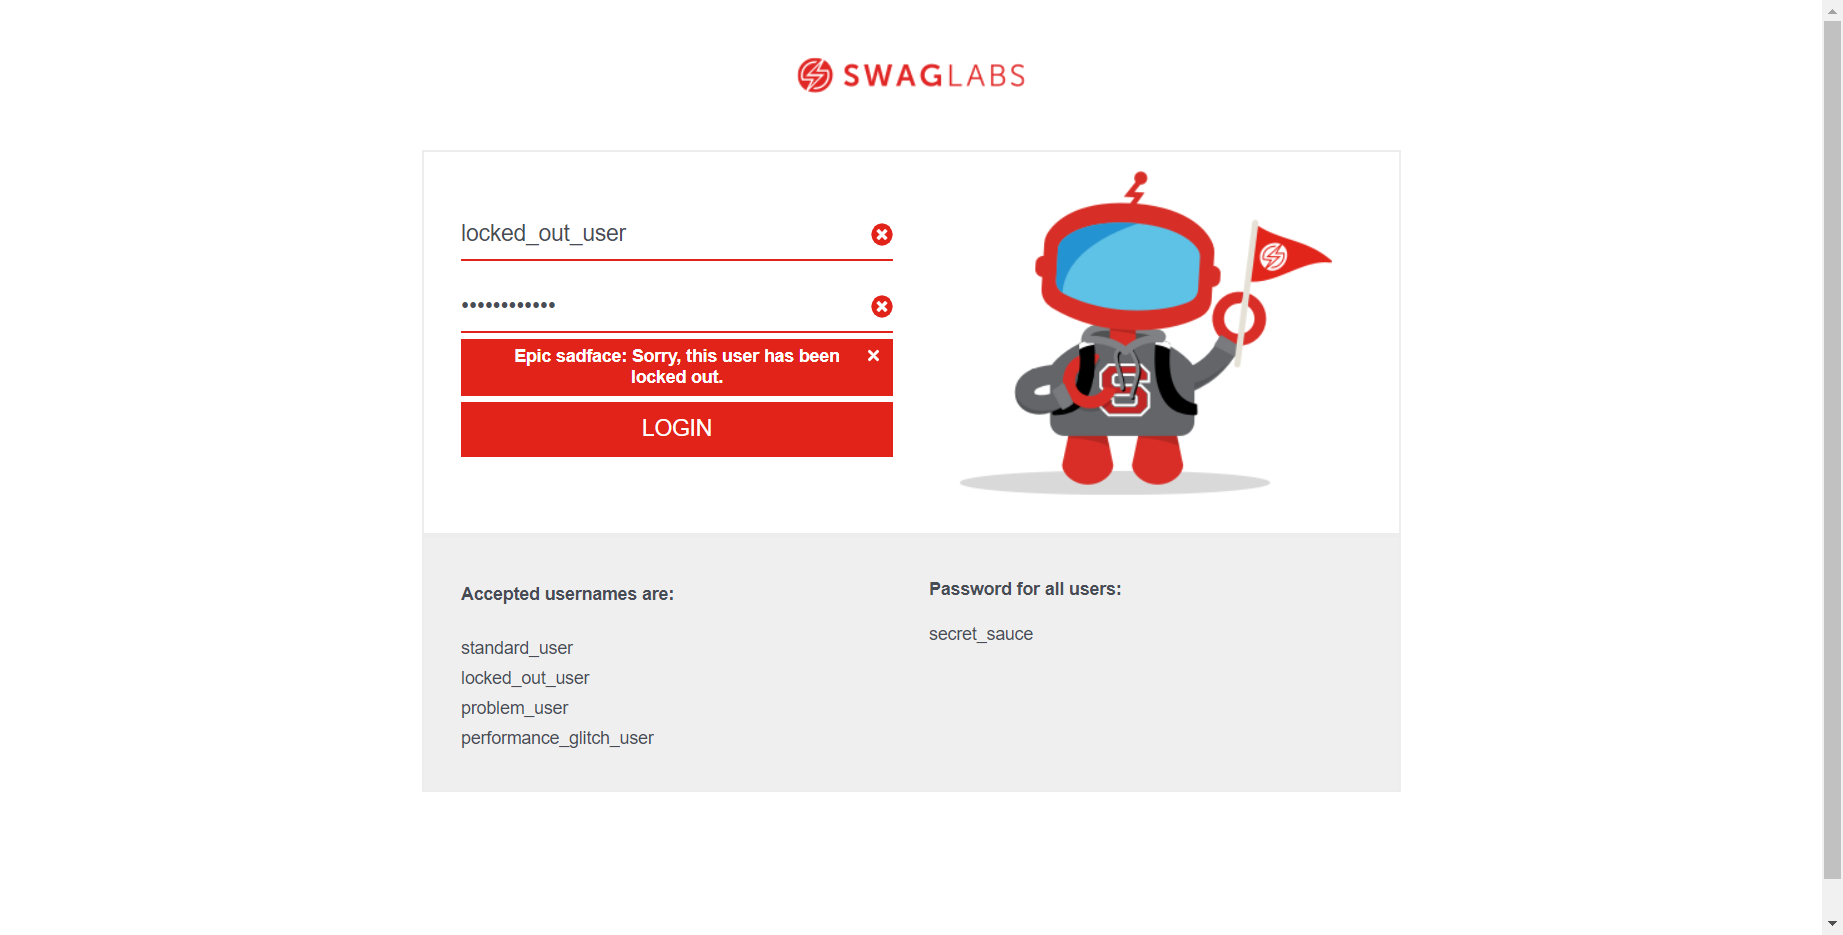 SWAGLABS
locked_out_user
••••••••••••
Epic sadface: Sorry, this user has been
locked out.
LOGIN
S
Accepted usernames are:
standard_user
locked_out_user
problem_user
performance_glitch_user
Password for all users:
secret_sauce